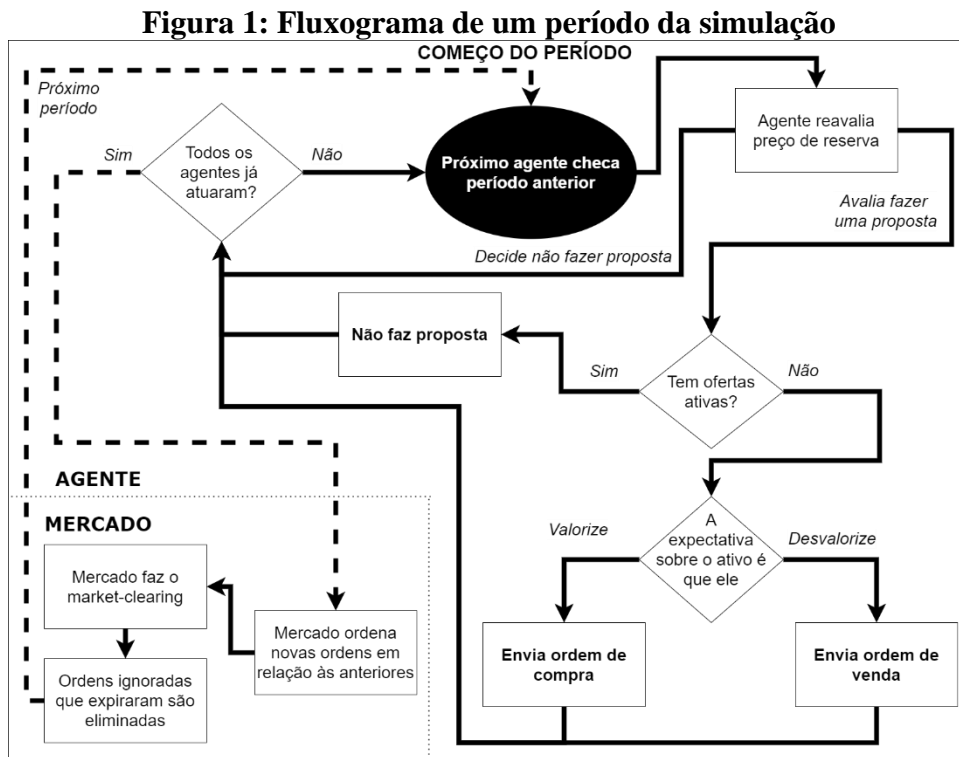 Figura 1: Fluxograma de um período da simulação
COMEÇO DO PERÍODO
Próximo
período
Sim
Todos os
agentes já
atuaram?
Não
Próximo agente checa
período anterior
Agente reavalia
preço de reserva
Avalia fazer
uma proposta
Decide não fazer proposta
Não faz proposta
Sim
Tem ofertas
ativas?
Não
AGENTE
MERCADO
Valorize
A
expectativa
sobre o ativo é
que ele
Desvalorize
Mercado faz o
market-clearing
Mercado ordena
novas ordens em
relação às anteriores
Envia ordem de
compra
Envia ordem de
venda
Ordens ignoradas
que expiraram são
eliminadas